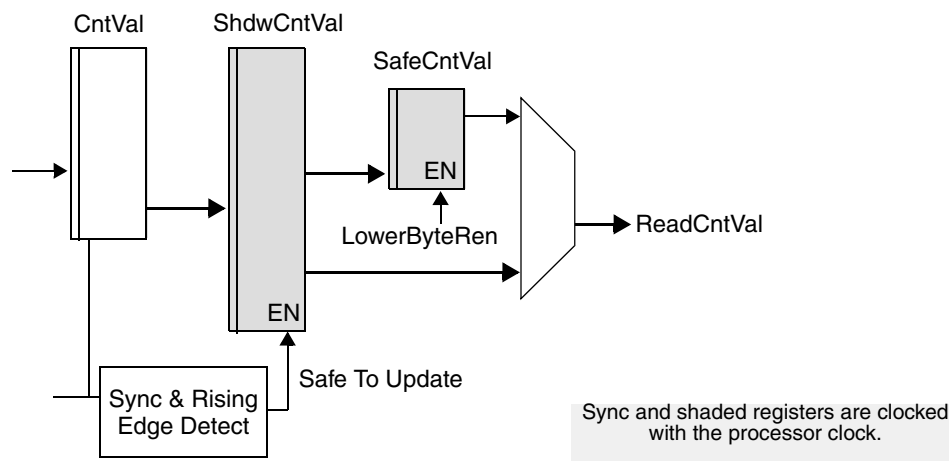 CntVal
ShdwCntVal
SafeCntVal
EN
LowerByteRen
ReadCntVal
EN
Safe To Update
Sync & Rising
Edge Detect
Sync and shaded registers are clocked
with the processor clock.